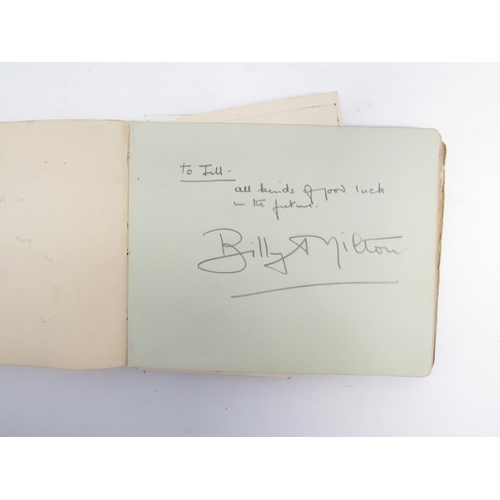 to Jill-
all kinds of good luck
in the future.
Billy Milton.